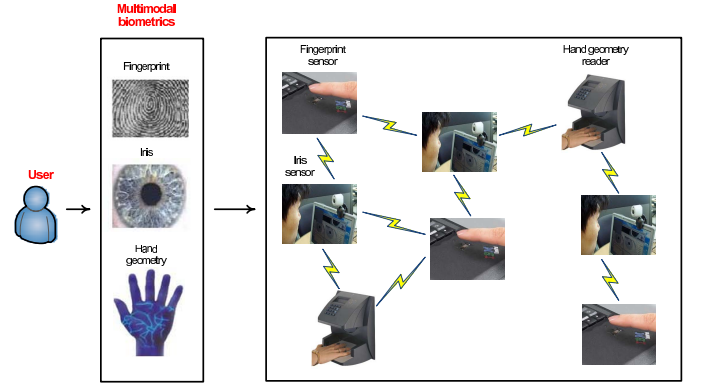 Multimodal
biometrics
Fingerprint
Iris
Hand
geometry
User
Fingerprint
sensor
Hand geometry
reader
Iris
sensor